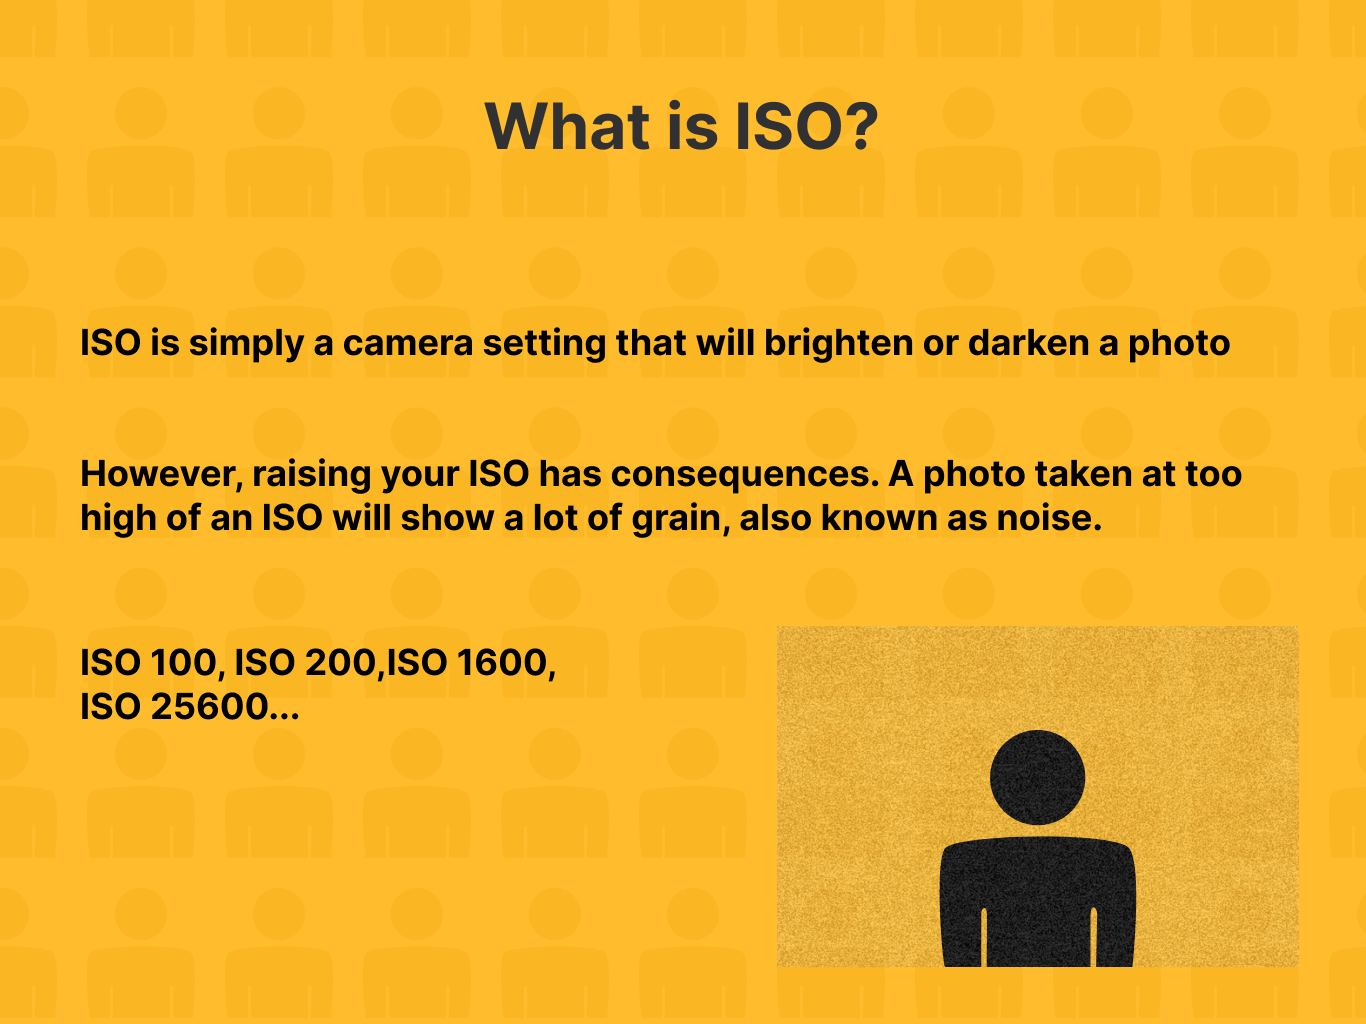 What is ISO?
ISO is simply a camera setting that will brighten or darken a photo
However, raising your ISO has consequences. A photo taken at too
high of an ISO will show a lot of grain, also known as noise.
ISO 100, ISO 200,ISO 1600,
ISO 25600...